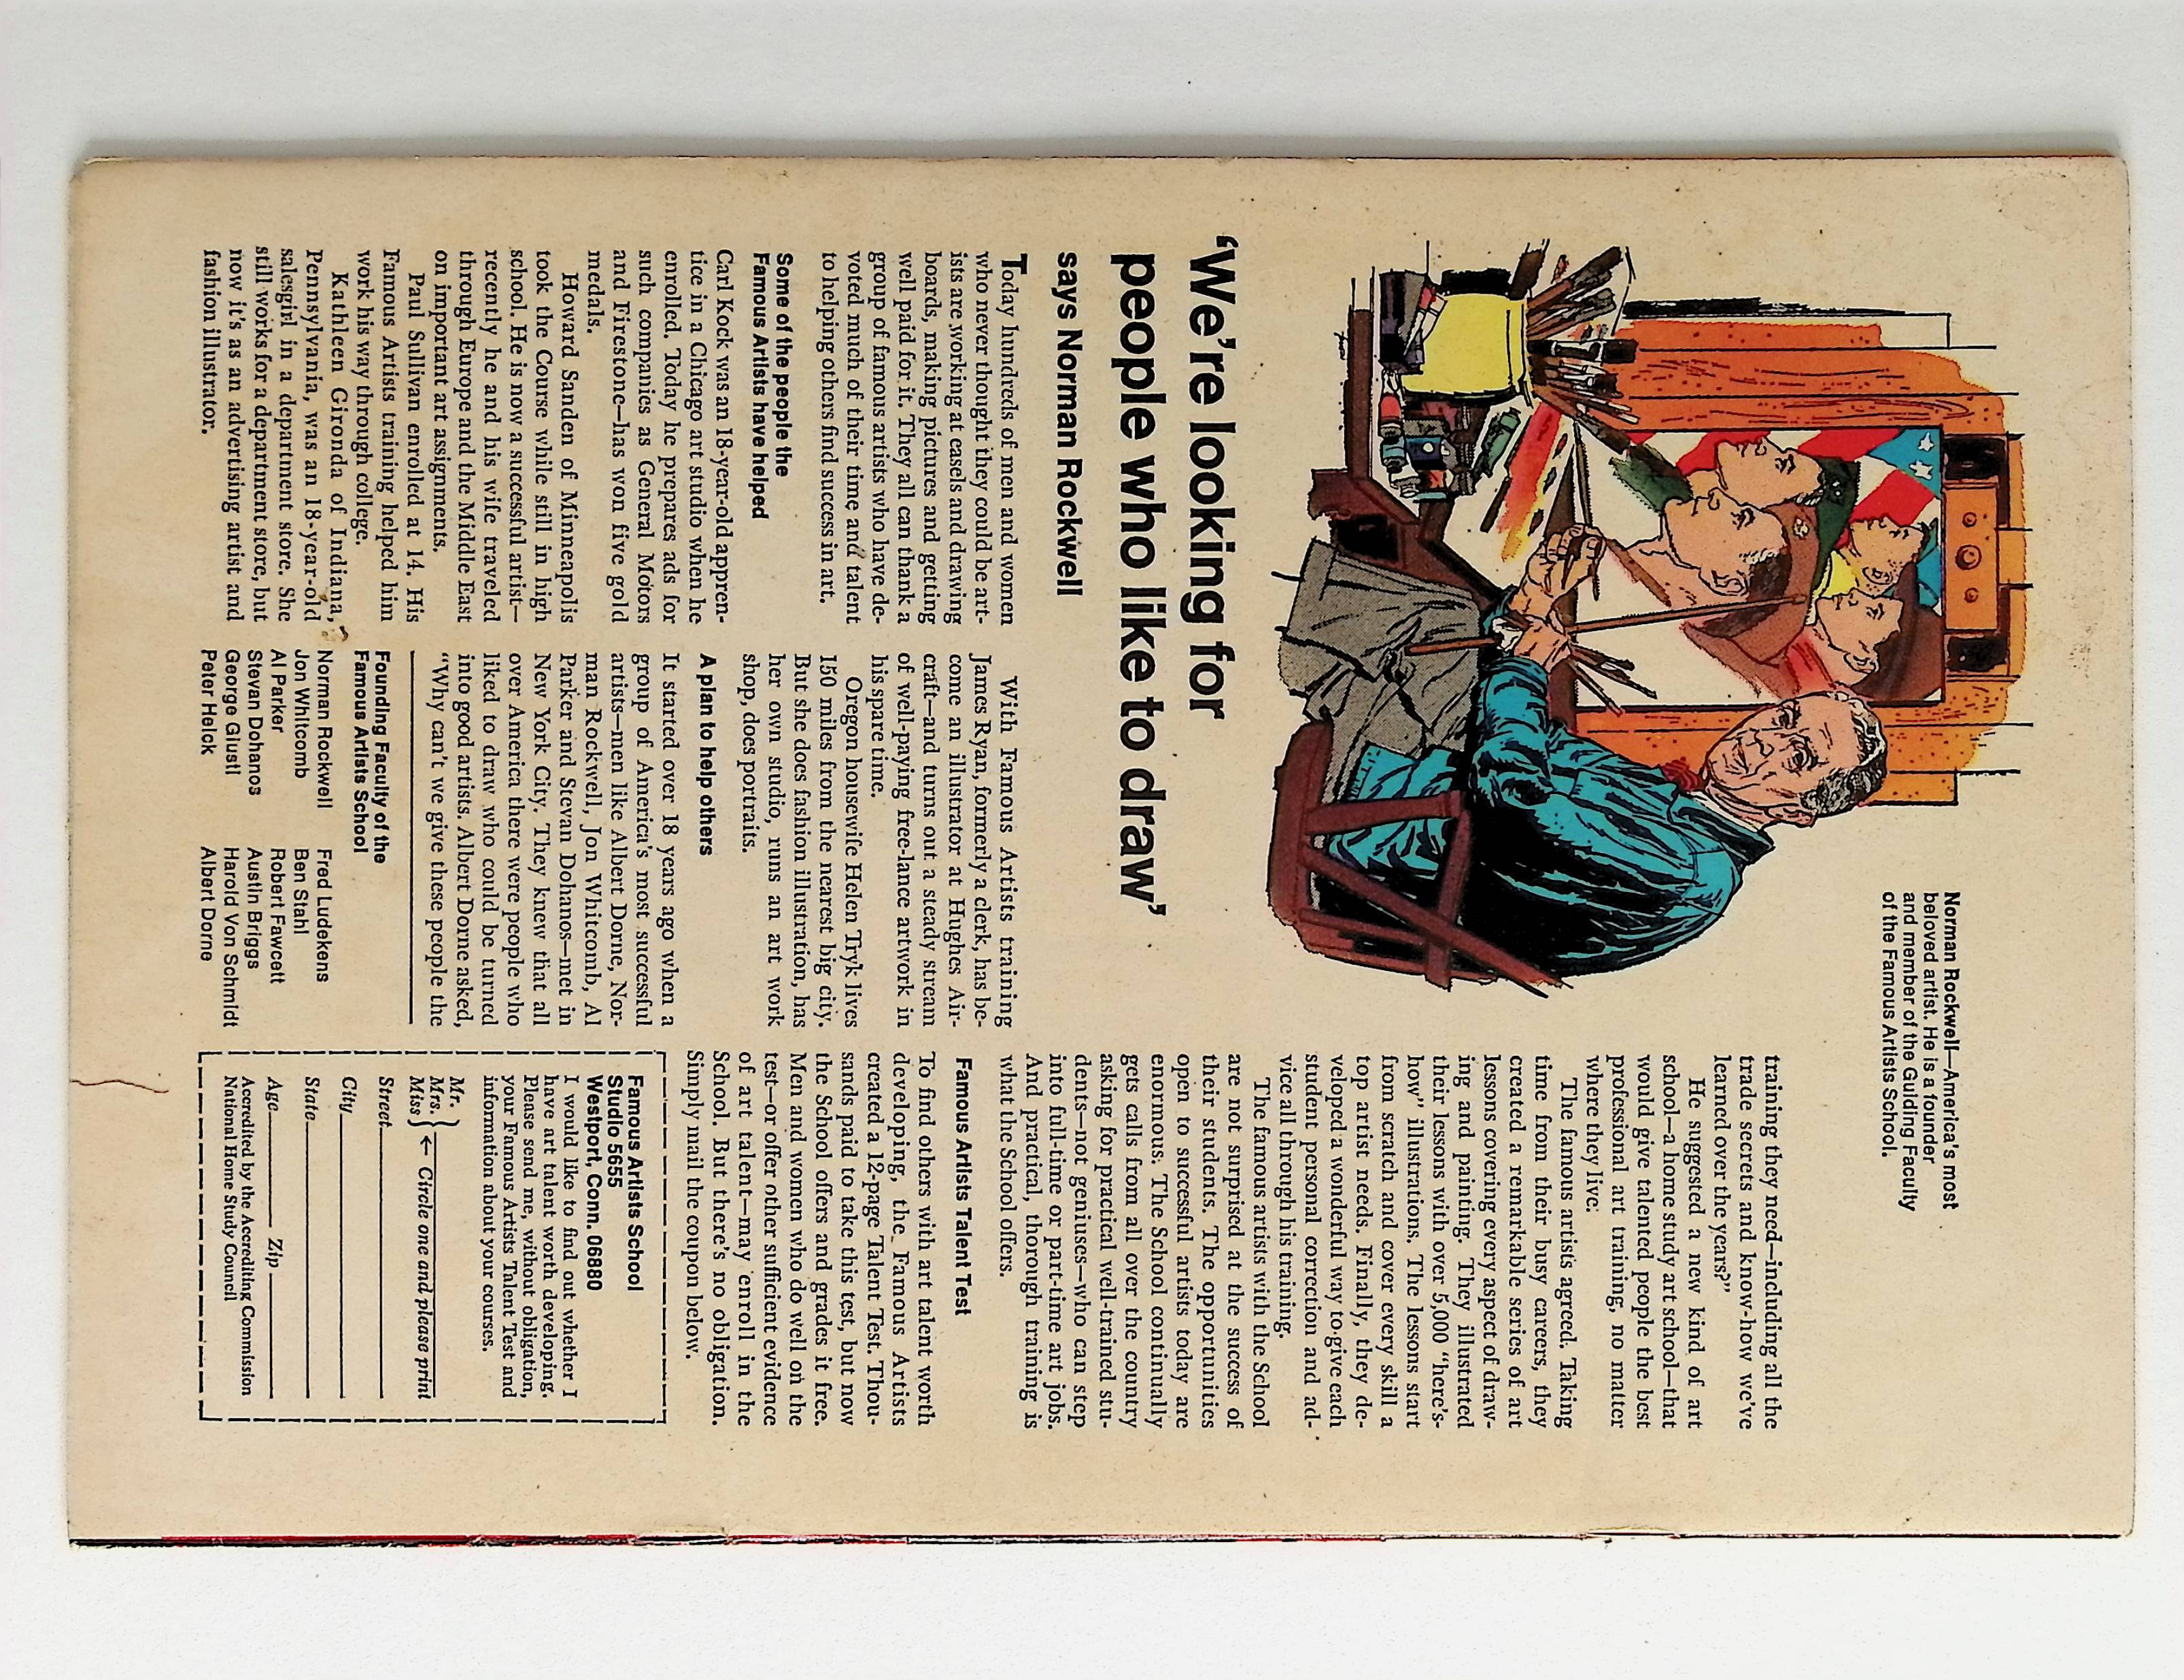 Norman Rockwell—America's most
beloved artist. He is a founder
and member of the Guiding Faculty
of the Famous Artists School.
‘We’re looking for
people who like to draw’
says Norman Rockwell
Today hundreds of men and women
who never thought they could be art-
ists are working at easels and drawing
boards, making pictures and getting
well paid for it. They all can thank a
group of famous artists who have de-
voted much of their time and talent
to helping others find success in art.
Some of the people the
Famous Artists have helped
Carl Kock was an 18-year-old appren-
tice in a Chicago art studio when he
enrolled. Today he prepares ads for
such companies as General Motors
and Firestone—has won five gold
medals.
Howard Sanden of Minneapolis
took the Course while still in high
school. He is now a successful artist—
recently he and his wife traveled
through Europe and the Middle East
on important art assignments.
Paul Sullivan enrolled at 14. His
Famous Artists training helped him
work his way through college.
Kathleen Gironda of Indiana,
Pennsylvania, was an 18-year-old
salesgirl in a department store. She
still works for a department store, but
now it's as an advertising artist and
fashion illustrator.
With Famous Artists training
James Ryan, formerly a clerk, has be-
come an illustrator at Hughes Air-
craft—and turns out a steady stream
of well-paying free-lance artwork in
his spare time.
Oregon housewife Helen Tryk lives
150 miles from the nearest big city.
But she does fashion illustration, has
her own studio, runs an art work
shop, does portraits.
A plan to help others
It started over 18 years ago when a
group of America's most successful
artists—men like Albert Dorne, Nor-
man Rockwell, Jon Whitcomb, Al
Parker and Stevan Dohanos—met in
New York City. They knew that all
over America there were people who
liked to draw who could be turned
into good artists. Albert Dorne asked,
“Why can't we give these people the
Founding Faculty of the
Famous Artists School
Norman Rockwell
Jon Whitcomb
Al Parker
Stevan Dohanos
George Giusti
Peter Helck
Fred Ludekens
Ben Stahl
Robert Fawcett
Austin Briggs
Harold Von Schmidt
Albert Dorne
training they need—including all the
trade secrets and know-how we've
learned over the years?”
He suggested a new kind of art
school—a home study art school—that
would give talented people the best
professional art training, no matter
where they live.
The famous artists agreed. Taking
time from their busy careers, they
created a remarkable series of art
lessons covering every aspect of draw-
ing and painting. They illustrated
their lessons with over 5,000 “here's-
how” illustrations. The lessons start
from scratch and cover every skill a
top artist needs. Finally, they de-
veloped a wonderful way to give each
student personal correction and ad-
vice all through his training.
The famous artists with the School
are not surprised at the success of
their students. The opportunities
open to successful artists today are
enormous. The School continually
gets calls from all over the country
asking for practical well-trained stu-
dents—not geniuses—who can step
into full-time or part-time art jobs.
And practical, thorough training is
what the School offers.
Famous Artists Talent Test
To find others with art talent worth
developing, the Famous Artists
created a 12-page Talent Test. Thou-
sands paid to take this test, but now
the School offers and grades it free.
Men and women who do well on the
test—or offer other sufficient evidence
of art talent—may enroll in the
School. But there's no obligation.
Simply mail the coupon below.
Famous Artists School
Studio 5655
Westport, Conn. 06880
I would like to find out whether I
have art talent worth developing.
Please send me, without obligation,
your Famous Artists Talent Test and
information about your courses.
Mr.
Mrs.
Miss
← Circle one and please print
Street
City
State
Age Zip
Accredited by the Accrediting Commission
National Home Study Council